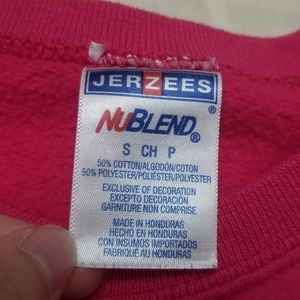 JERZEES
NUBLEND®
S CH P
50% COTTON/ALGODÓN/COTON
50% POLYESTER/POLIÉSTER/POLYESTER
EXCLUSIVE OF DECORATION
EXCEPTO DECORACIÓN
GARNITURE NON COMPRISE
MADE IN HONDURAS
HECHO EN HONDURAS
CON INSUMOS IMPORTADOS
FABRIQUÉ AU HONDURAS